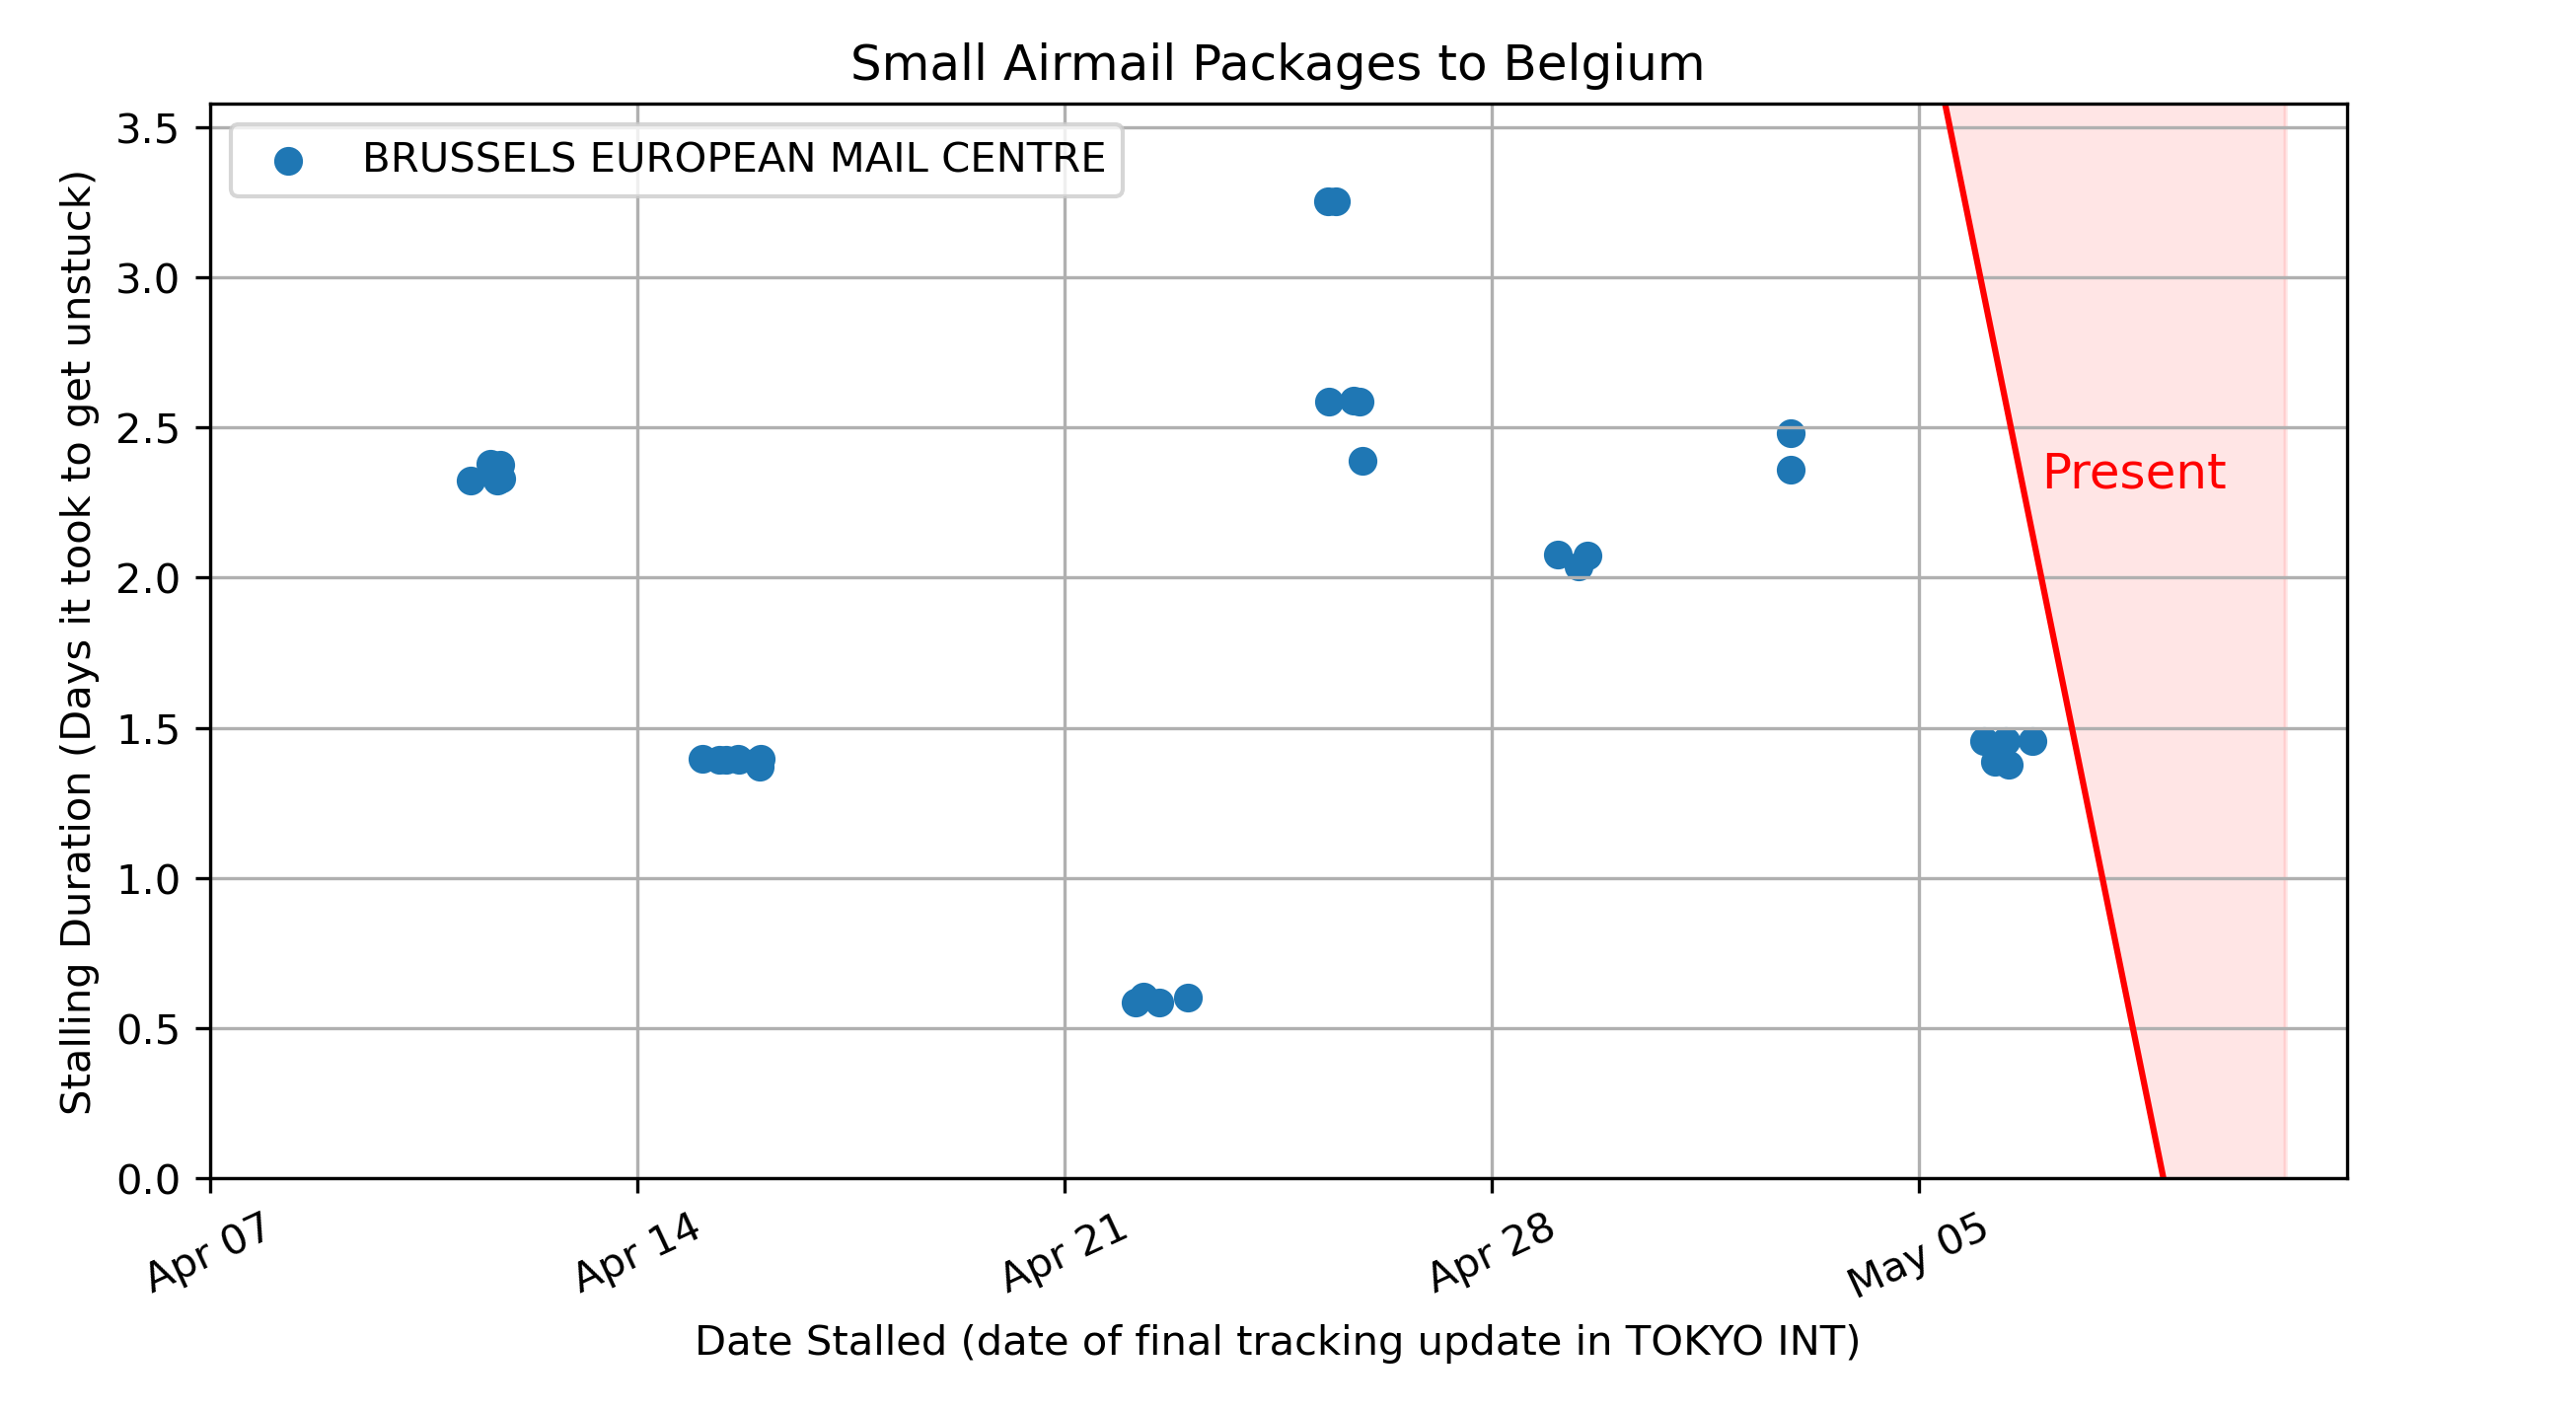 Small Airmail Packages to Belgium
BRUSSELS EUROPEAN MAIL CENTRE
Stalling Duration (Days it took to get unstuck)
3.5
3.0
2.5
2.0
1.5
1.0
0.5
0.0
Present
Apr 07
Apr 14
Apr 21
Apr 28
May 05
Date Stalled (date of final tracking update in TOKYO INT)